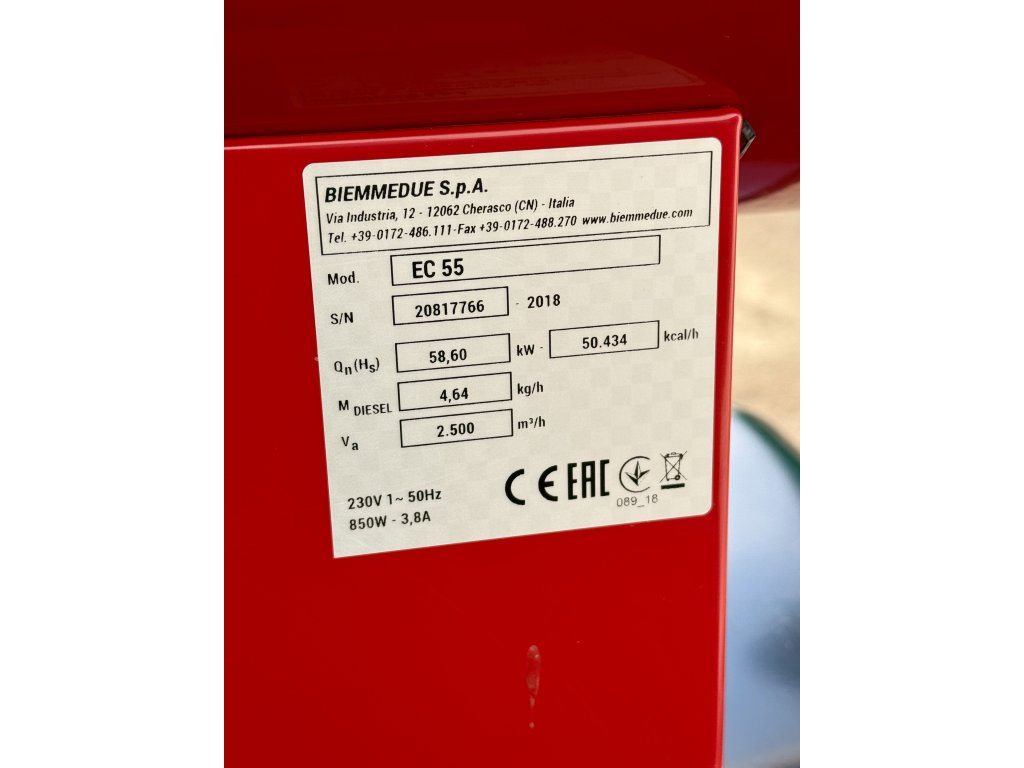 BIEMMEDUE S.p.A.
Via Industria, 12 - 12062 Cherasco (CN) - Italia
Tel. +39-0172-486.111-Fax +39-0172-488.270 www.biemmedue.com
Mod. EC 55
S/N 20817766 - 2018
Qn(Hs) 58,60 kW - 50.434 kcal/h
M DIESEL 4,64 kg/h
Va 2.500 m³/h
230V 1~ 50Hz
850W - 3,8A
CE EAC
089_18